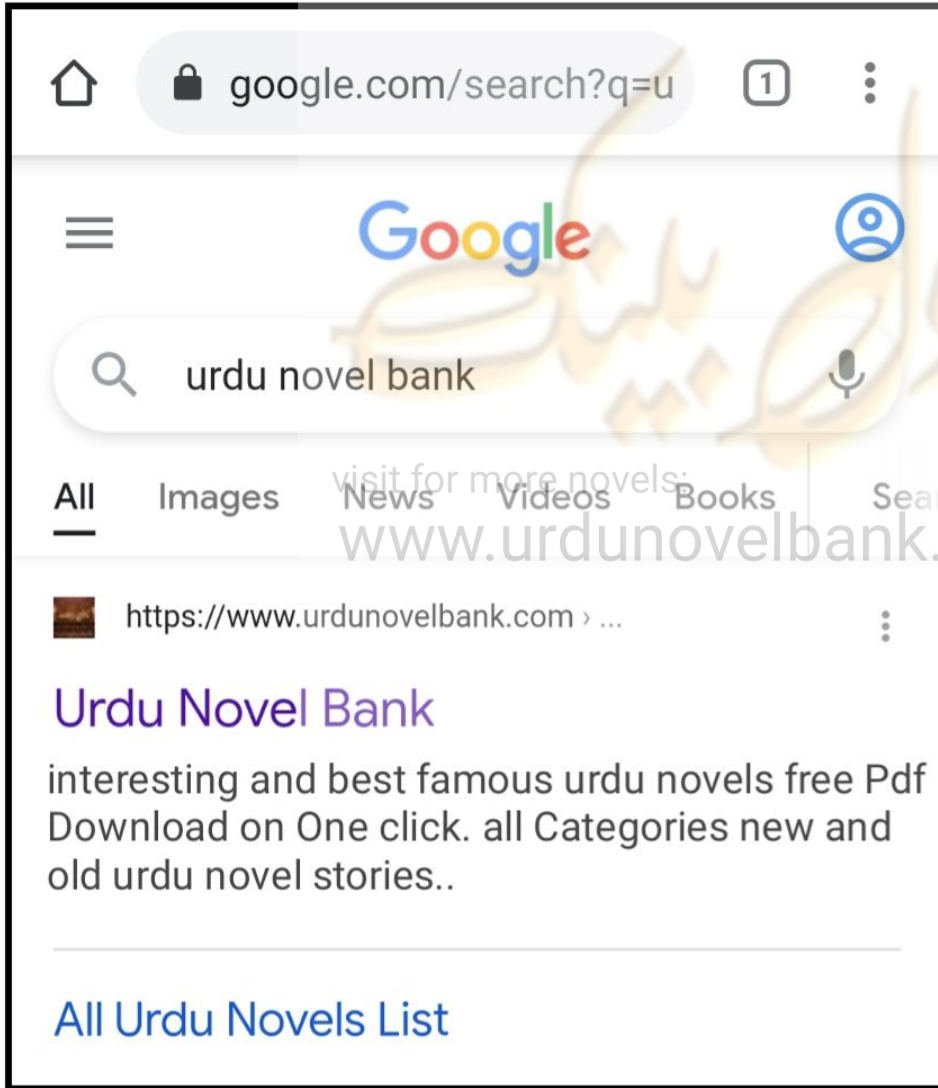 google.com/search?q=u
1
Google
urdu novel bank
All Images News Videos Books Sea
visit for more novels:
www.urdunovelbank.
https://www.urdunovelbank.com › ...
Urdu Novel Bank
interesting and best famous urdu novels free Pdf
Download on One click. all Categories new and
old urdu novel stories..
All Urdu Novels List